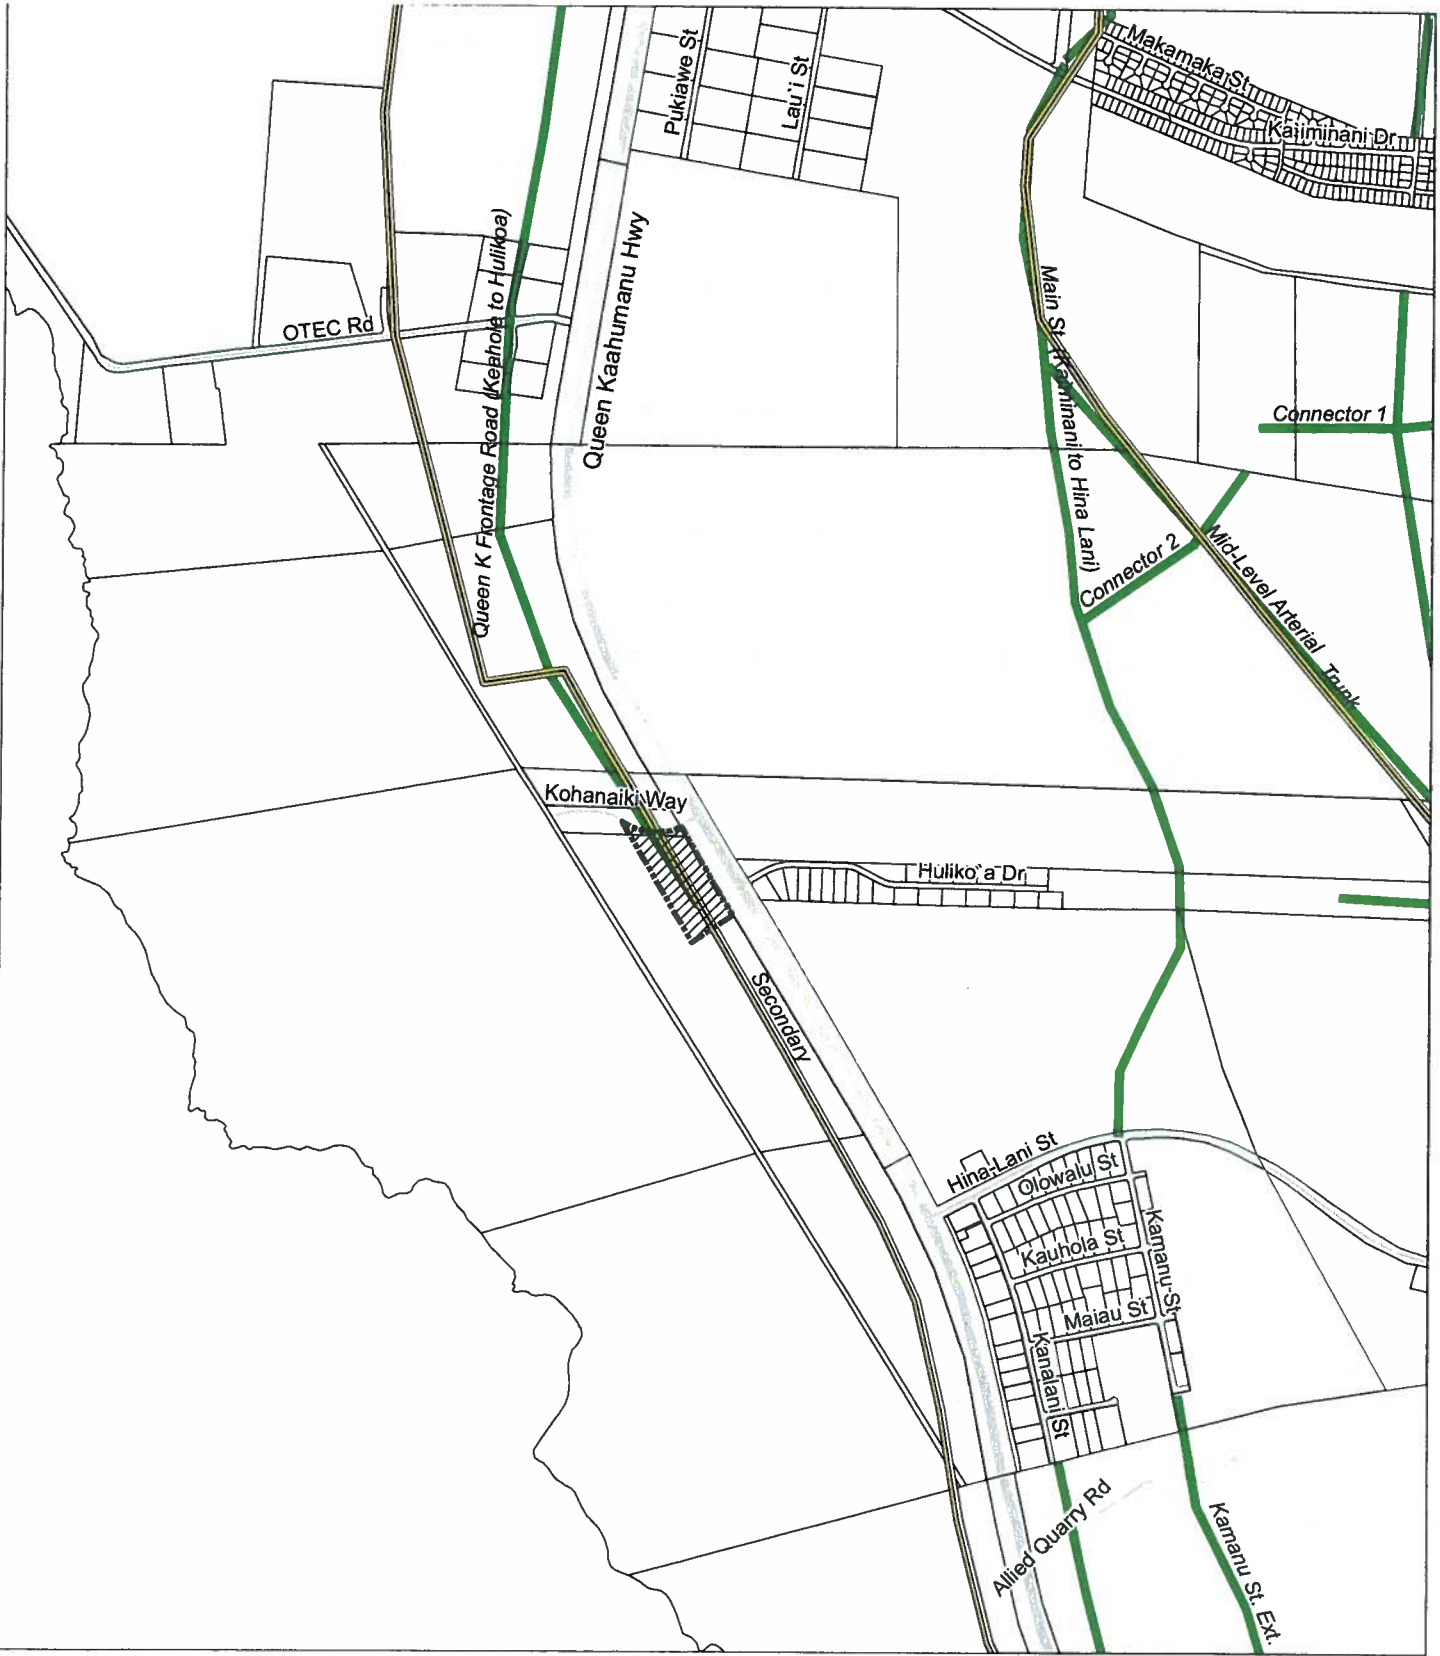 Makamaka St
Pukiawe St
Lau`i St
Kaiiminani Dr
Queen K Frontage Road (Keahole to Hulikoa)
Queen Kaahumanu Hwy
OTEC Rd
Main St (Kaiminani to Hina Lani)
Connector 1
Connector 2
Mid-Level Arterial Trunk
Kohanaiki Way
Huliko`a Dr
Secondary
Hina-Lani St
Olowalu St
Kauhola St
Kamanu St
Maiau St
Kanalani St
Allied Quarry Rd
Kamanu St. Ext.